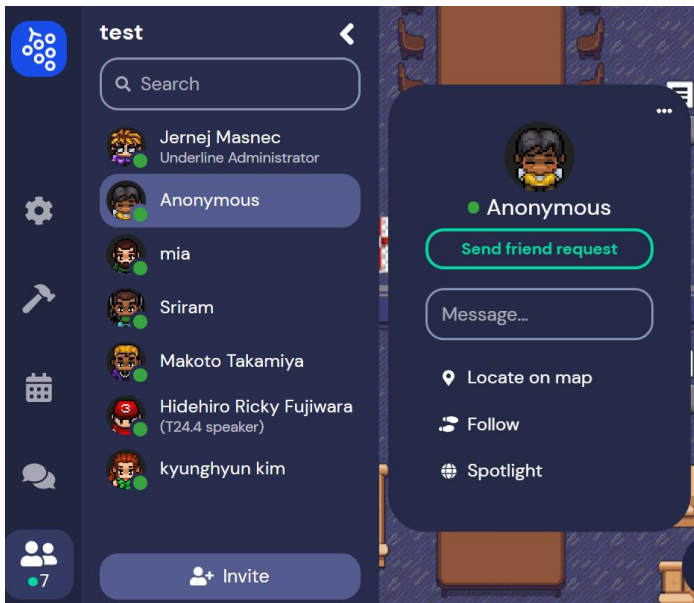 test
Search
Jernej Masnec
Underline Administrator
Anonymous
mia
Sriram
Makoto Takamiya
Hidehiro Ricky Fujiwara
(T24.4 speaker)
kyunghyun kim
7
Invite
Anonymous
Send friend request
Message...
Locate on map
Follow
Spotlight